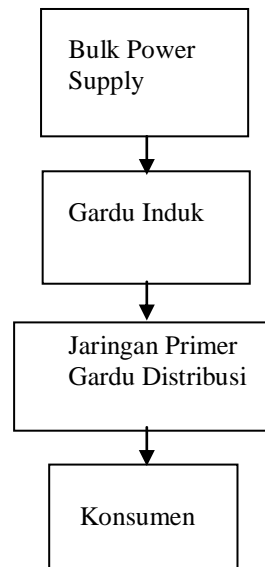 Bulk Power
Supply
Gardu Induk
Jaringan Primer
Gardu Distribusi
Konsumen